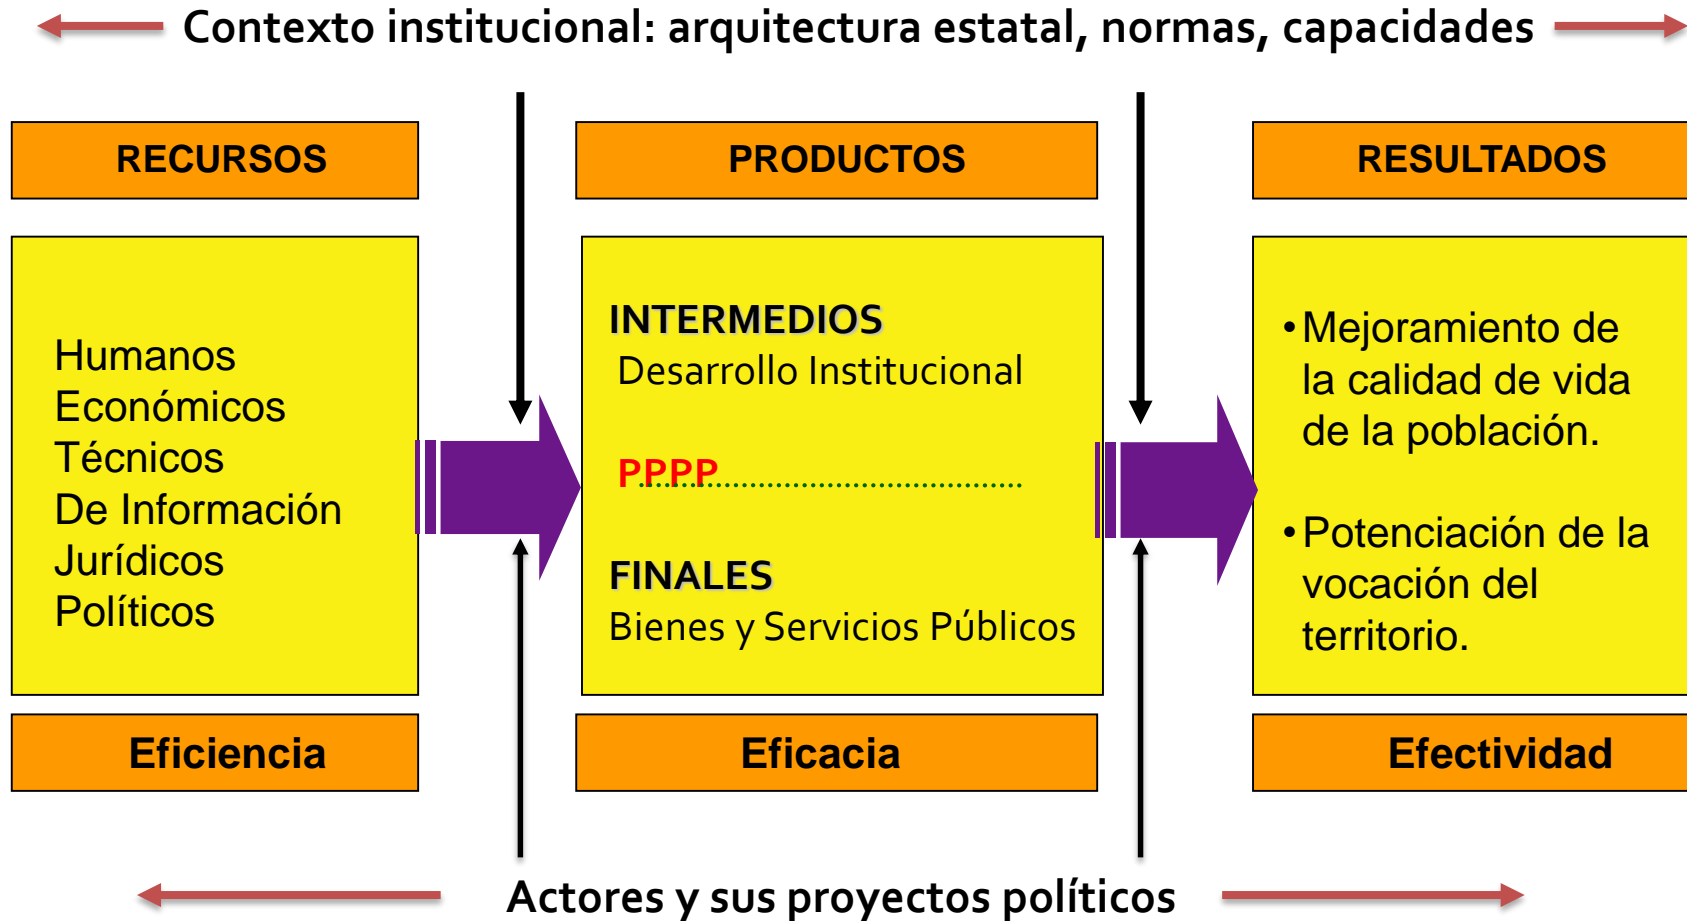 Contexto institucional: arquitectura estatal, normas, capacidades
RECURSOS
PRODUCTOS
RESULTADOS
Humanos
Económicos
Técnicos
De Información
Jurídicos
Políticos
INTERMEDIOS
Desarrollo Institucional
PPPP..........................................
FINALES
Bienes y Servicios Públicos
•Mejoramiento de
la calidad de vida
de la población.
•Potenciación de la
vocación del
territorio.
Eficiencia
Eficacia
Efectividad
Actores y sus proyectos políticos